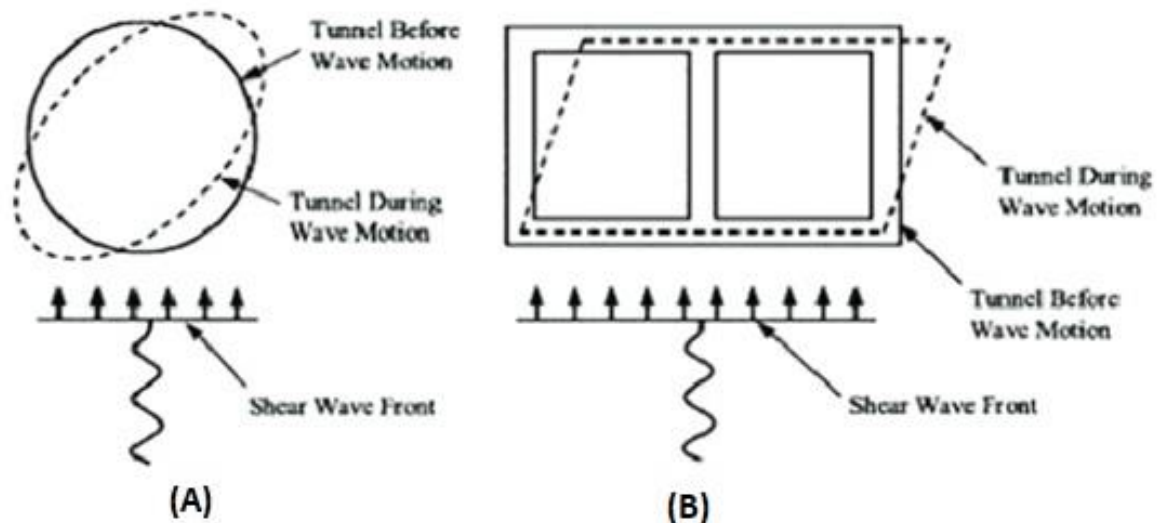 Tunnel Before
Wave Motion
Tunnel During
Wave Motion
Shear Wave Front
(A)
Tunnel During
Wave Motion
Tunnel Before
Wave Motion
Shear Wave Front
(B)